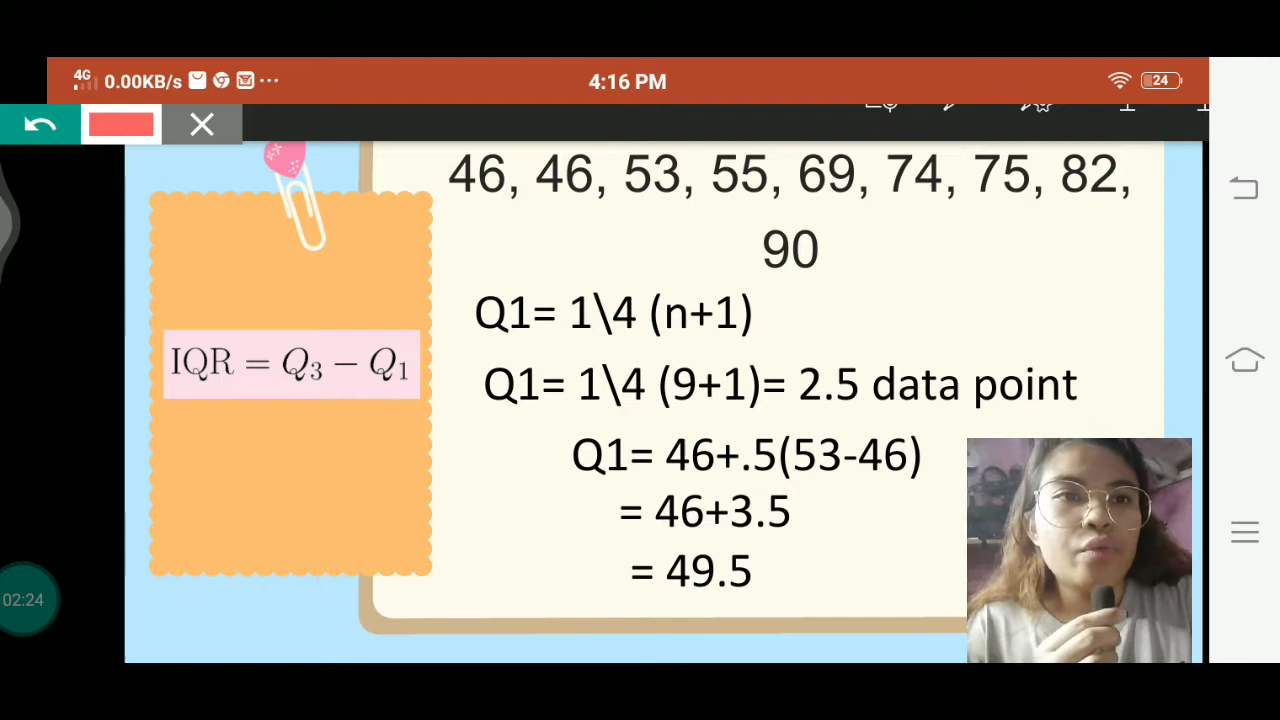 4G 0.00KB/s ... 4:16 PM 24
46, 46, 53, 55, 69, 74, 75, 82,
90
Q1= 1\4 (n+1)
IQR = Q3 − Q1
Q1= 1\4 (9+1)= 2.5 data point
Q1= 46+.5(53-46)
= 46+3.5
= 49.5
02:24